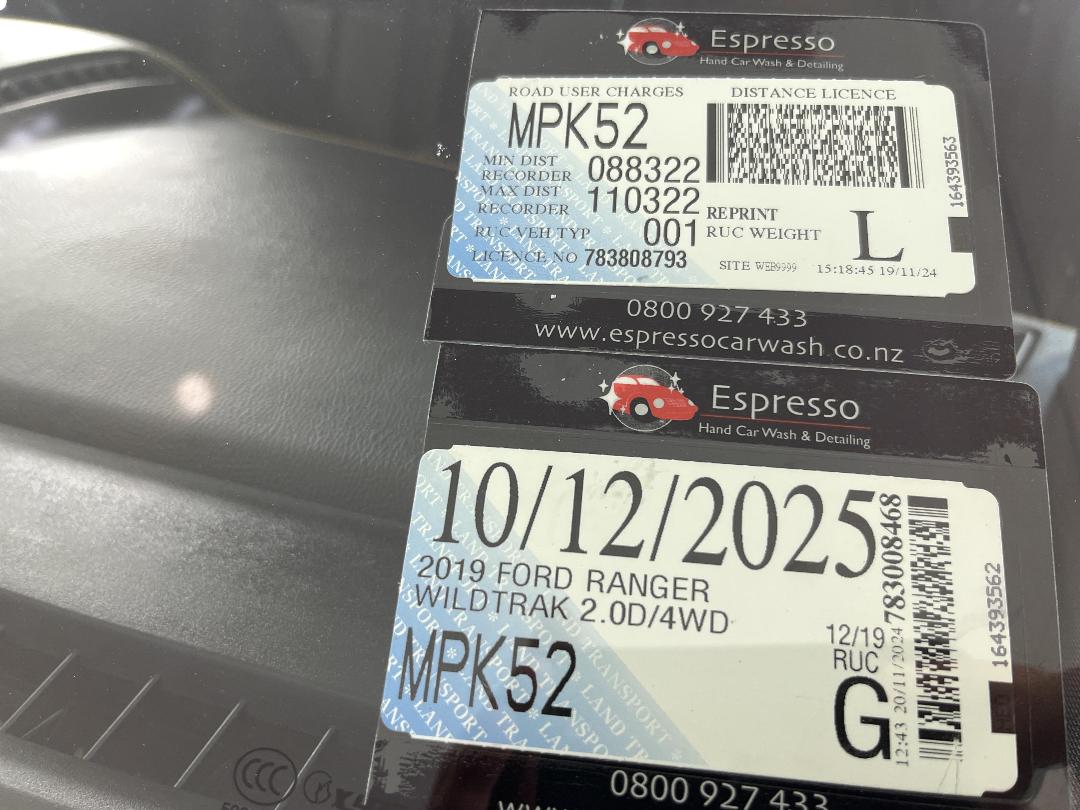 Espresso
Hand Car Wash & Detailing
ROAD USER CHARGES DISTANCE LICENCE
MPK52
MIN DIST RECORDER 088322
MAX DIST RECORDER 110322
REPRINT
RUC VEH TYP 001
RUC WEIGHT L
LICENCE NO 783808793
SITE WEB9999 15:18:45 19/11/24
164393563
0800 927 433
www.espressocarwash.co.nz
Espresso
Hand Car Wash & Detailing
10/12/2025
2019 FORD RANGER
WILDTRAK 2.0D/4WD
MPK52
12/19
RUC
G
12:43 20/11/2024 783008468
164393562
0800 927 433
CCC